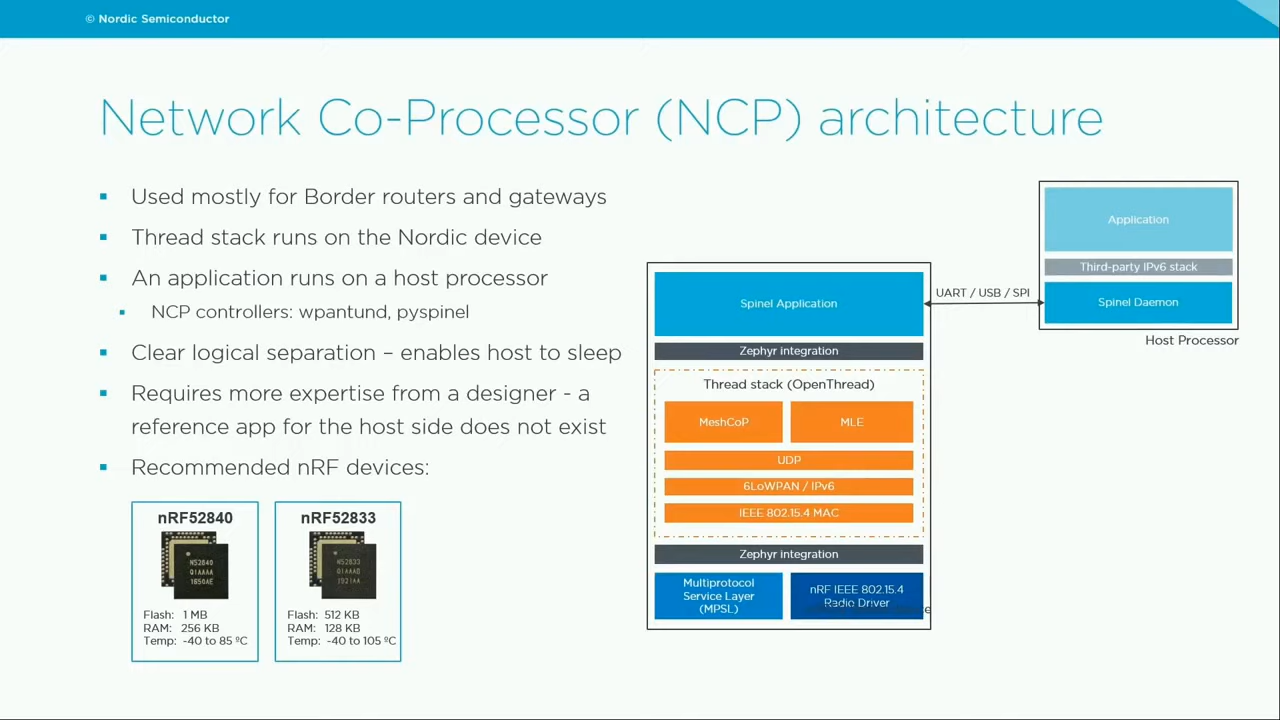 © Nordic Semiconductor
Network Co-Processor (NCP) architecture
Used mostly for Border routers and gateways
Thread stack runs on the Nordic device
An application runs on a host processor
NCP controllers: wpantund, pyspinel
Clear logical separation – enables host to sleep
Requires more expertise from a designer - a
reference app for the host side does not exist
Recommended nRF devices:
nRF52840
N52840
QIAAAA
1650AE
Flash: 1 MB
RAM: 256 KB
Temp: -40 to 85 ºC
nRF52833
N52833
QIAAAB
1921AA
Flash: 512 KB
RAM: 128 KB
Temp: -40 to 105 ºC
Spinel Application
Zephyr integration
Thread stack (OpenThread)
MeshCoP
MLE
UDP
6LoWPAN / IPv6
IEEE 802.15.4 MAC
Zephyr integration
Multiprotocol
Service Layer
(MPSL)
nRF IEEE 802.15.4
Radio Driver
UART / USB / SPI
Application
Third-party IPv6 stack
Spinel Daemon
Host Processor